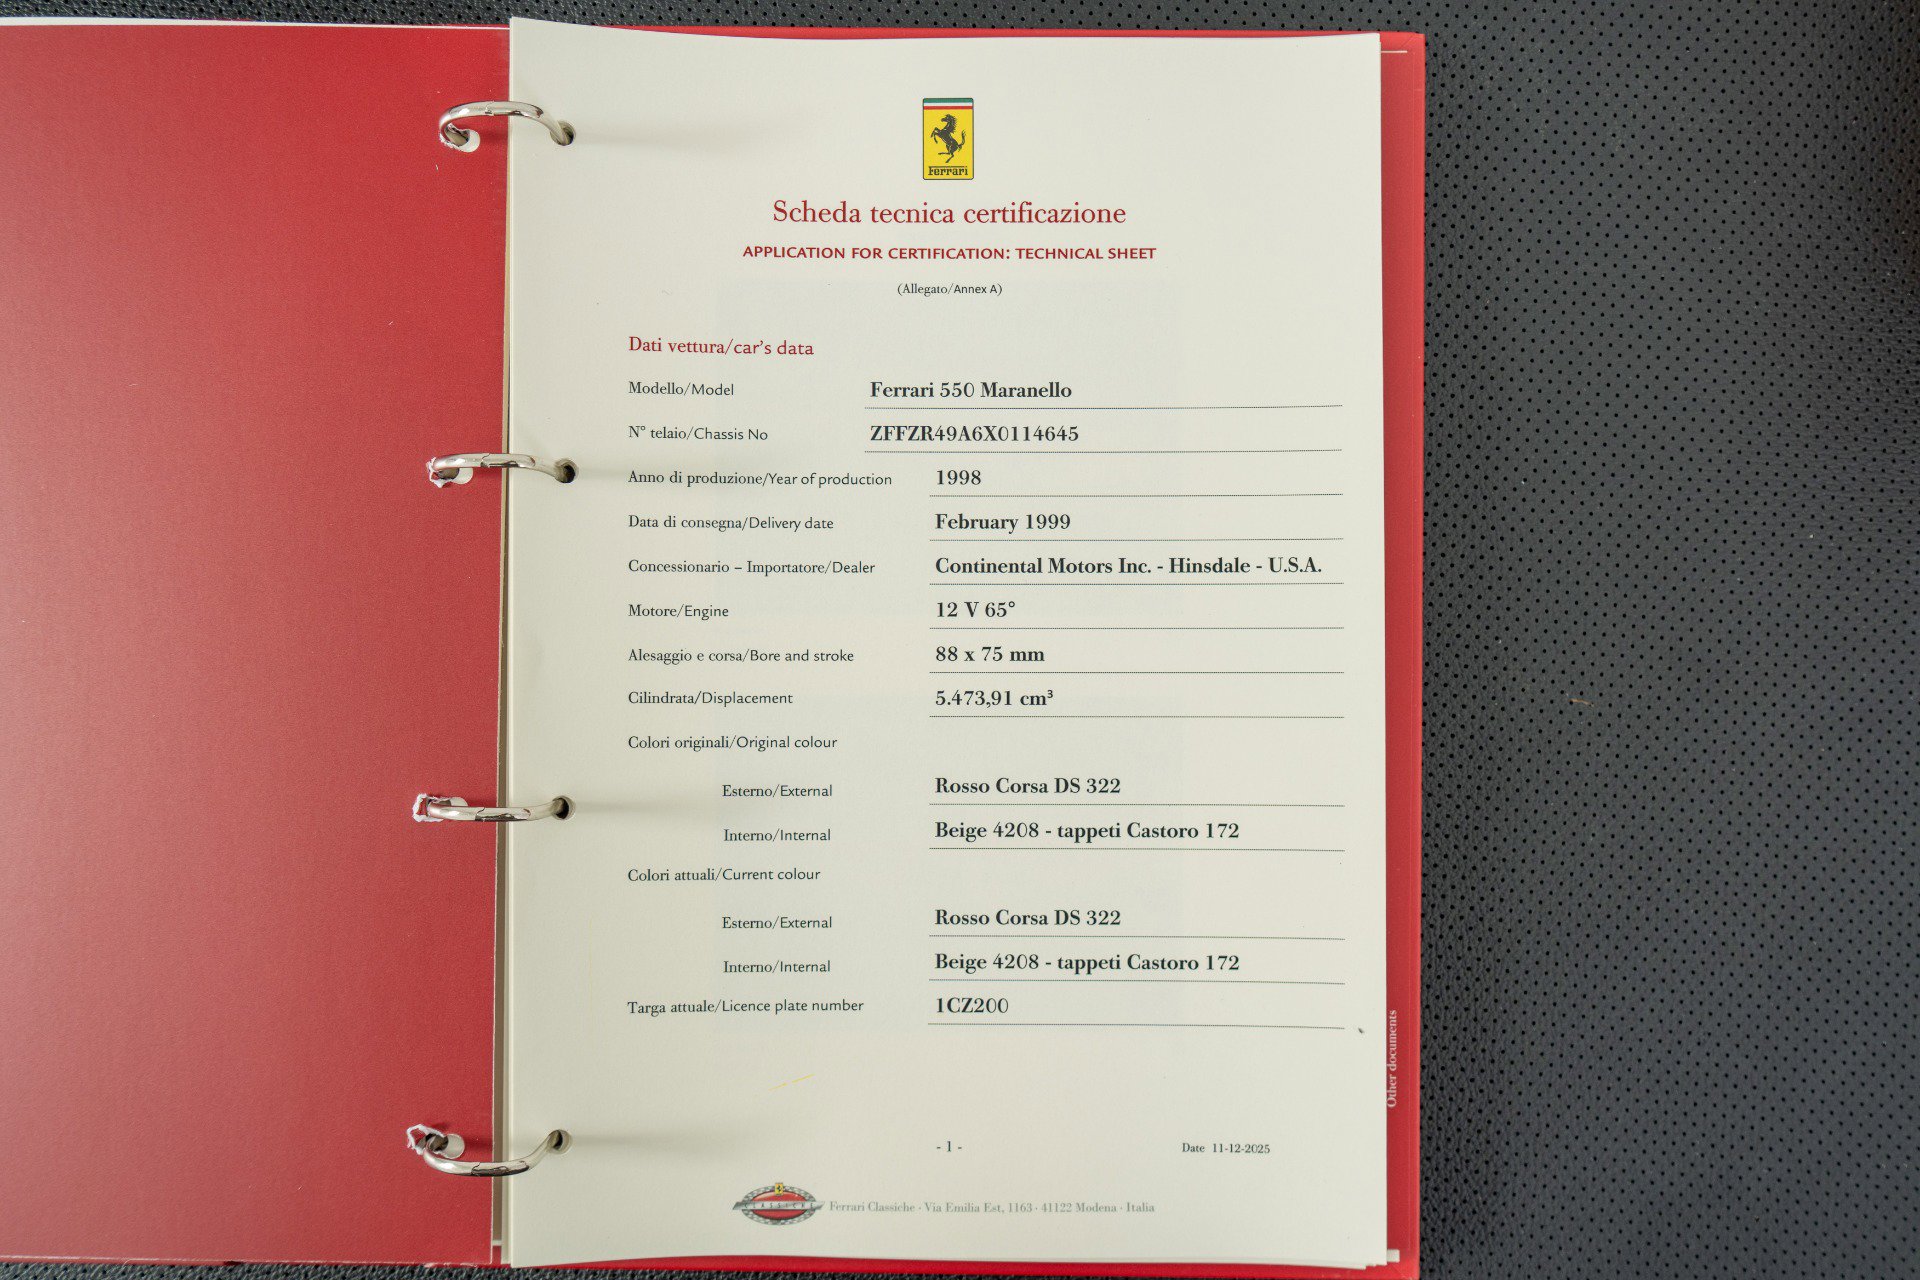 Ferrari
Scheda tecnica certificazione
APPLICATION FOR CERTIFICATION: TECHNICAL SHEET
(Allegato/Annex A)
Dati vettura/car's data
Modello/Model Ferrari 550 Maranello
N° telaio/Chassis No ZFFZR49A6X0114645
Anno di produzione/Year of production 1998
Data di consegna/Delivery date February 1999
Concessionario – Importatore/Dealer Continental Motors Inc. - Hinsdale - U.S.A.
Motore/Engine 12 V 65°
Alesaggio e corsa/Bore and stroke 88 x 75 mm
Cilindrata/Displacement 5.473,91 cm³
Colori originali/Original colour
Esterno/External Rosso Corsa DS 322
Interno/Internal Beige 4208 - tappeti Castoro 172
Colori attuali/Current colour
Esterno/External Rosso Corsa DS 322
Interno/Internal Beige 4208 - tappeti Castoro 172
Targa attuale/Licence plate number 1CZ200
Other documents
- 1 -
Date 11-12-2025
CLASSICHE
Ferrari Classiche · Via Emilia Est, 1163 · 41122 Modena · Italia